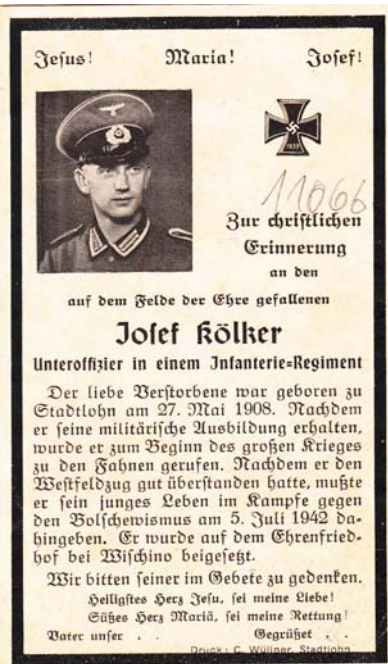 Jesus! Maria! Josef!
1939
11066
Zur christlichen
Erinnerung
an den
auf dem Felde der Ehre gefallenen
Josef Kölker
Unteroffizier in einem Infanterie=Regiment
Der liebe Verstorbene war geboren zu
Stadtlohn am 27. Mai 1908. Nachdem
er seine militärische Ausbildung erhalten,
wurde er zum Beginn des großen Krieges
zu den Fahnen gerufen. Nachdem er den
Westfeldzug gut überstanden hatte, mußte
er sein junges Leben im Kampfe gegen
den Bolschewismus am 5. Juli 1942 da-
hingeben. Er wurde auf dem Ehrenfried-
hof bei Wischino beigesetzt.
Wir bitten seiner im Gebete zu gedenken.
Heiligstes Herz Jesu, sei meine Liebe!
Süßes Herz Mariä, sei meine Rettung!
Vater unser . . Gegrüßet . .
Druck: C. Wüllner, Stadtlohn